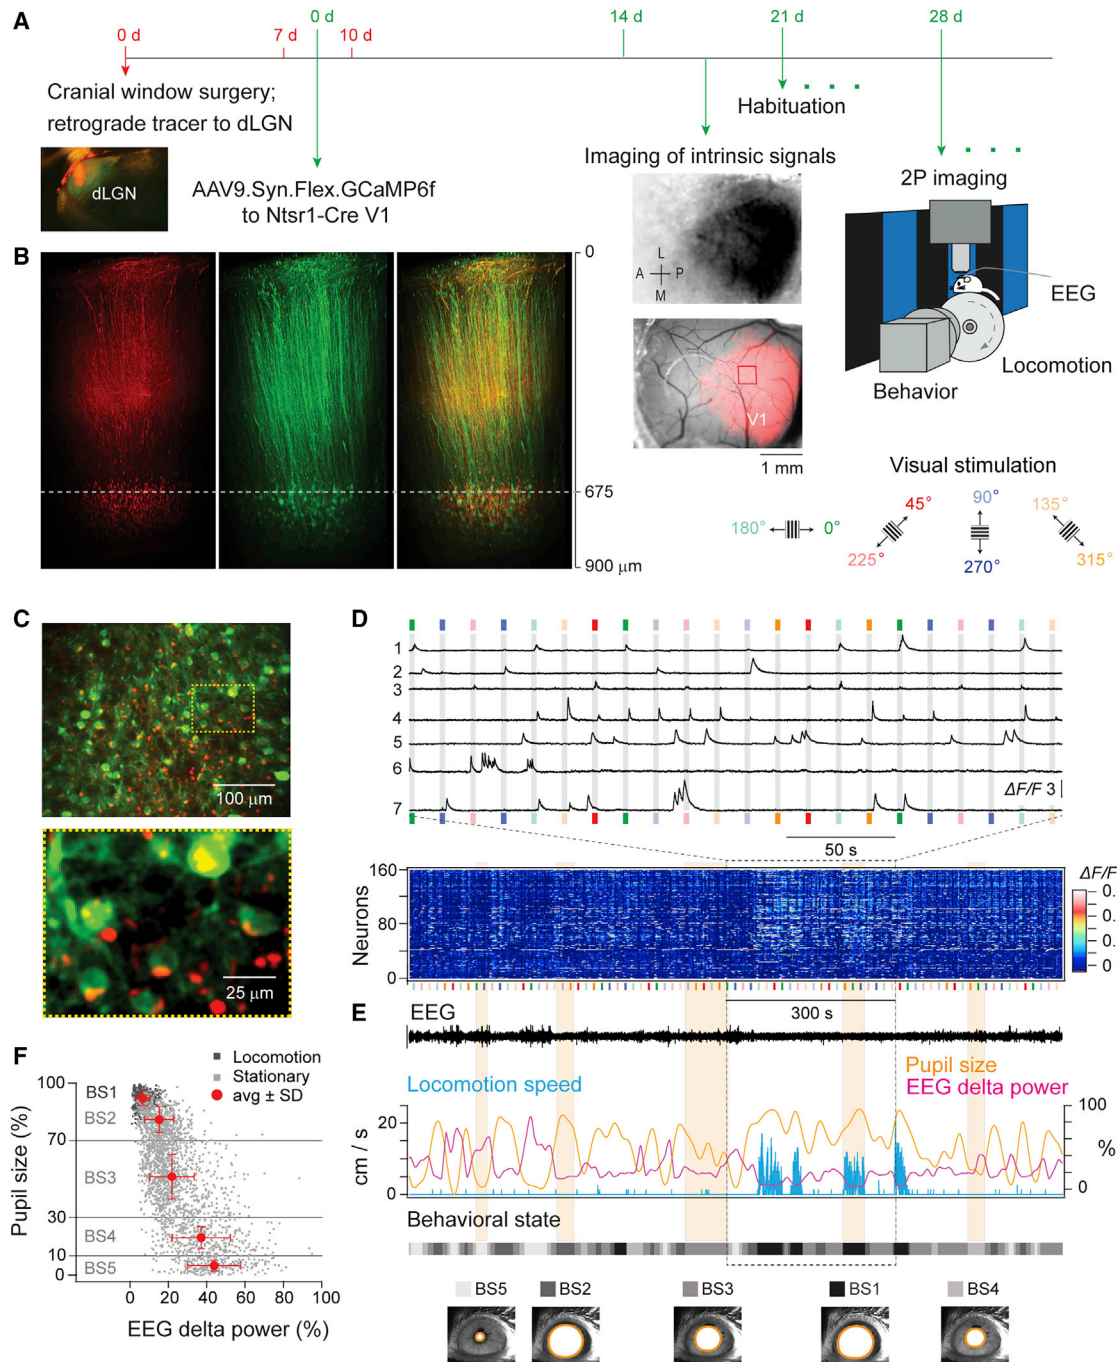 A
0 d
7 d
0 d
10 d
14 d
21 d
28 d
Cranial window surgery;
retrograde tracer to dLGN
dLGN
AAV9.Syn.Flex.GCaMP6f
to Ntsr1-Cre V1
Habituation
Imaging of intrinsic signals
L
A P
M
V1
1 mm
2P imaging
EEG
Locomotion
Behavior
Visual stimulation
180° 0°
45°
225°
90°
270°
135°
315°
B
0
675
900 µm
C
100 µm
25 µm
D
1
2
3
4
5
6
7
ΔF/F 3
50 s
Neurons
160
80
0
ΔF/F
0.
0.
0.
0.
0
E
EEG
300 s
Locomotion speed
Pupil size
EEG delta power
cm / s
20
0
100
%
0
Behavioral state
BS5
BS2
BS3
BS1
BS4
F
Locomotion
Stationary
avg ± SD
Pupil size (%)
100
70
30
10
0
BS1
BS2
BS3
BS4
BS5
0 20 40 60 80 100
EEG delta power (%)